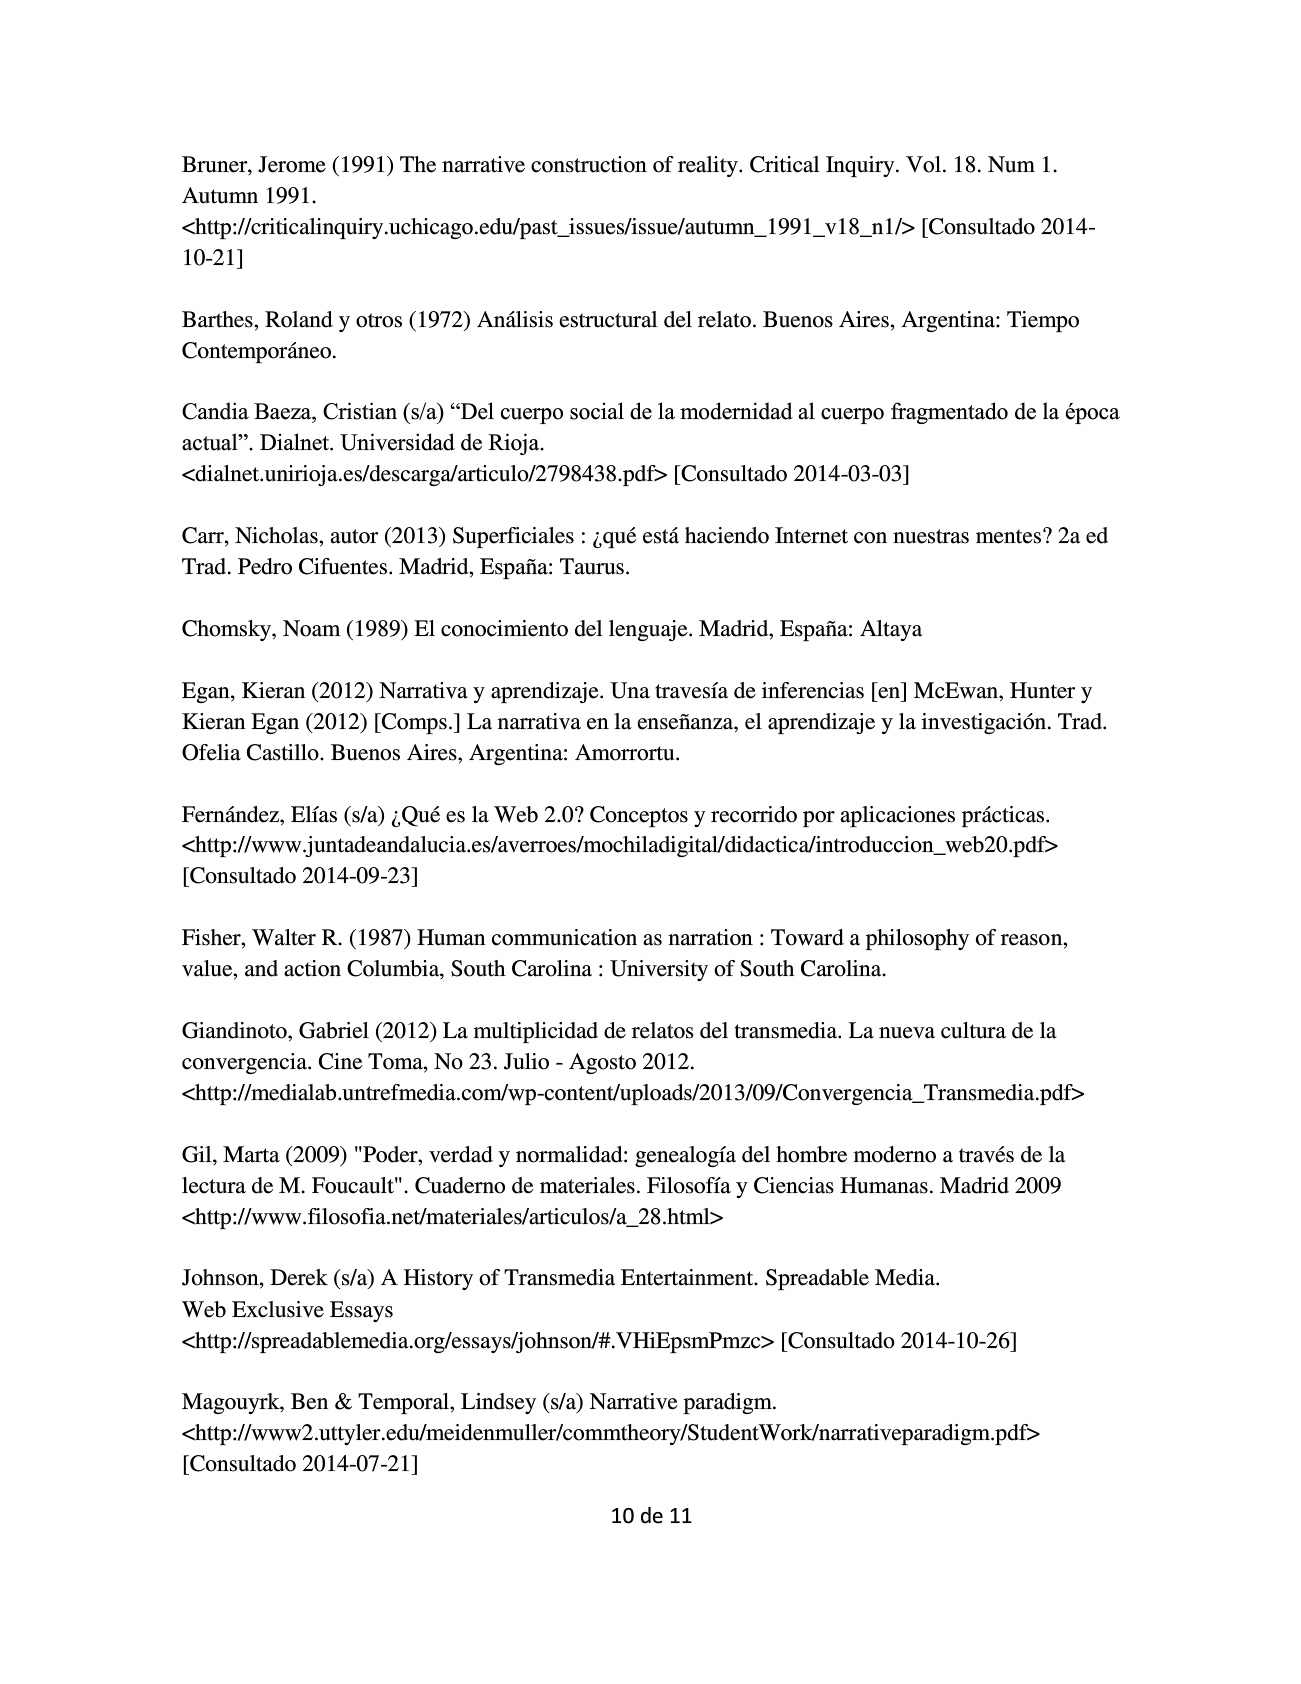 Bruner, Jerome (1991) The narrative construction of reality. Critical Inquiry. Vol. 18. Num 1.
Autumn 1991.
<http://criticalinquiry.uchicago.edu/past_issues/issue/autumn_1991_v18_n1/> [Consultado 2014-
10-21]
Barthes, Roland y otros (1972) Análisis estructural del relato. Buenos Aires, Argentina: Tiempo
Contemporáneo.
Candia Baeza, Cristian (s/a) “Del cuerpo social de la modernidad al cuerpo fragmentado de la época
actual”. Dialnet. Universidad de Rioja.
<dialnet.unirioja.es/descarga/articulo/2798438.pdf> [Consultado 2014-03-03]
Carr, Nicholas, autor (2013) Superficiales : ¿qué está haciendo Internet con nuestras mentes? 2a ed
Trad. Pedro Cifuentes. Madrid, España: Taurus.
Chomsky, Noam (1989) El conocimiento del lenguaje. Madrid, España: Altaya
Egan, Kieran (2012) Narrativa y aprendizaje. Una travesía de inferencias [en] McEwan, Hunter y
Kieran Egan (2012) [Comps.] La narrativa en la enseñanza, el aprendizaje y la investigación. Trad.
Ofelia Castillo. Buenos Aires, Argentina: Amorrortu.
Fernández, Elías (s/a) ¿Qué es la Web 2.0? Conceptos y recorrido por aplicaciones prácticas.
<http://www.juntadeandalucia.es/averroes/mochiladigital/didactica/introduccion_web20.pdf>
[Consultado 2014-09-23]
Fisher, Walter R. (1987) Human communication as narration : Toward a philosophy of reason,
value, and action Columbia, South Carolina : University of South Carolina.
Giandinoto, Gabriel (2012) La multiplicidad de relatos del transmedia. La nueva cultura de la
convergencia. Cine Toma, No 23. Julio - Agosto 2012.
<http://medialab.untrefmedia.com/wp-content/uploads/2013/09/Convergencia_Transmedia.pdf>
Gil, Marta (2009) "Poder, verdad y normalidad: genealogía del hombre moderno a través de la
lectura de M. Foucault". Cuaderno de materiales. Filosofía y Ciencias Humanas. Madrid 2009
<http://www.filosofia.net/materiales/articulos/a_28.html>
Johnson, Derek (s/a) A History of Transmedia Entertainment. Spreadable Media.
Web Exclusive Essays
<http://spreadablemedia.org/essays/johnson/#.VHiEpsmPmzc> [Consultado 2014-10-26]
Magouyrk, Ben & Temporal, Lindsey (s/a) Narrative paradigm.
<http://www2.uttyler.edu/meidenmuller/commtheory/StudentWork/narrativeparadigm.pdf>
[Consultado 2014-07-21]
10 de 11